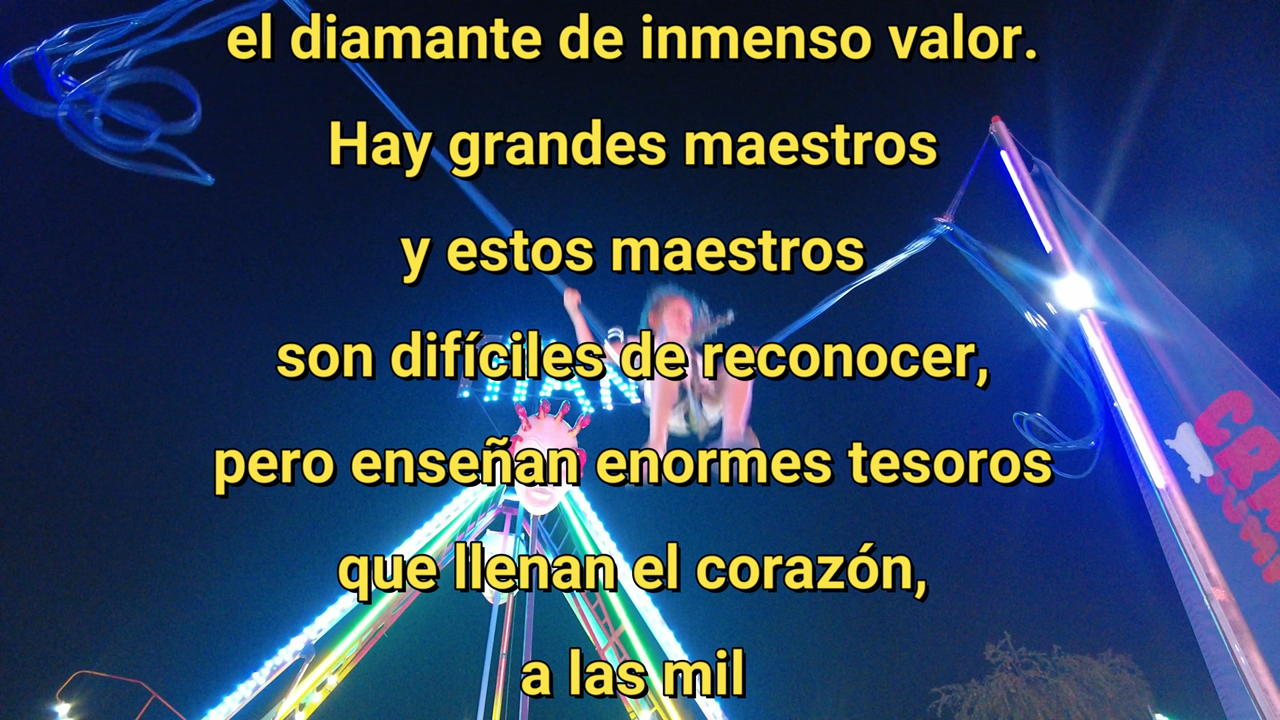 el diamante de inmenso valor.
Hay grandes maestros
y estos maestros
son difíciles de reconocer,
pero enseñan enormes tesoros
que llenan el corazón,
a las mil